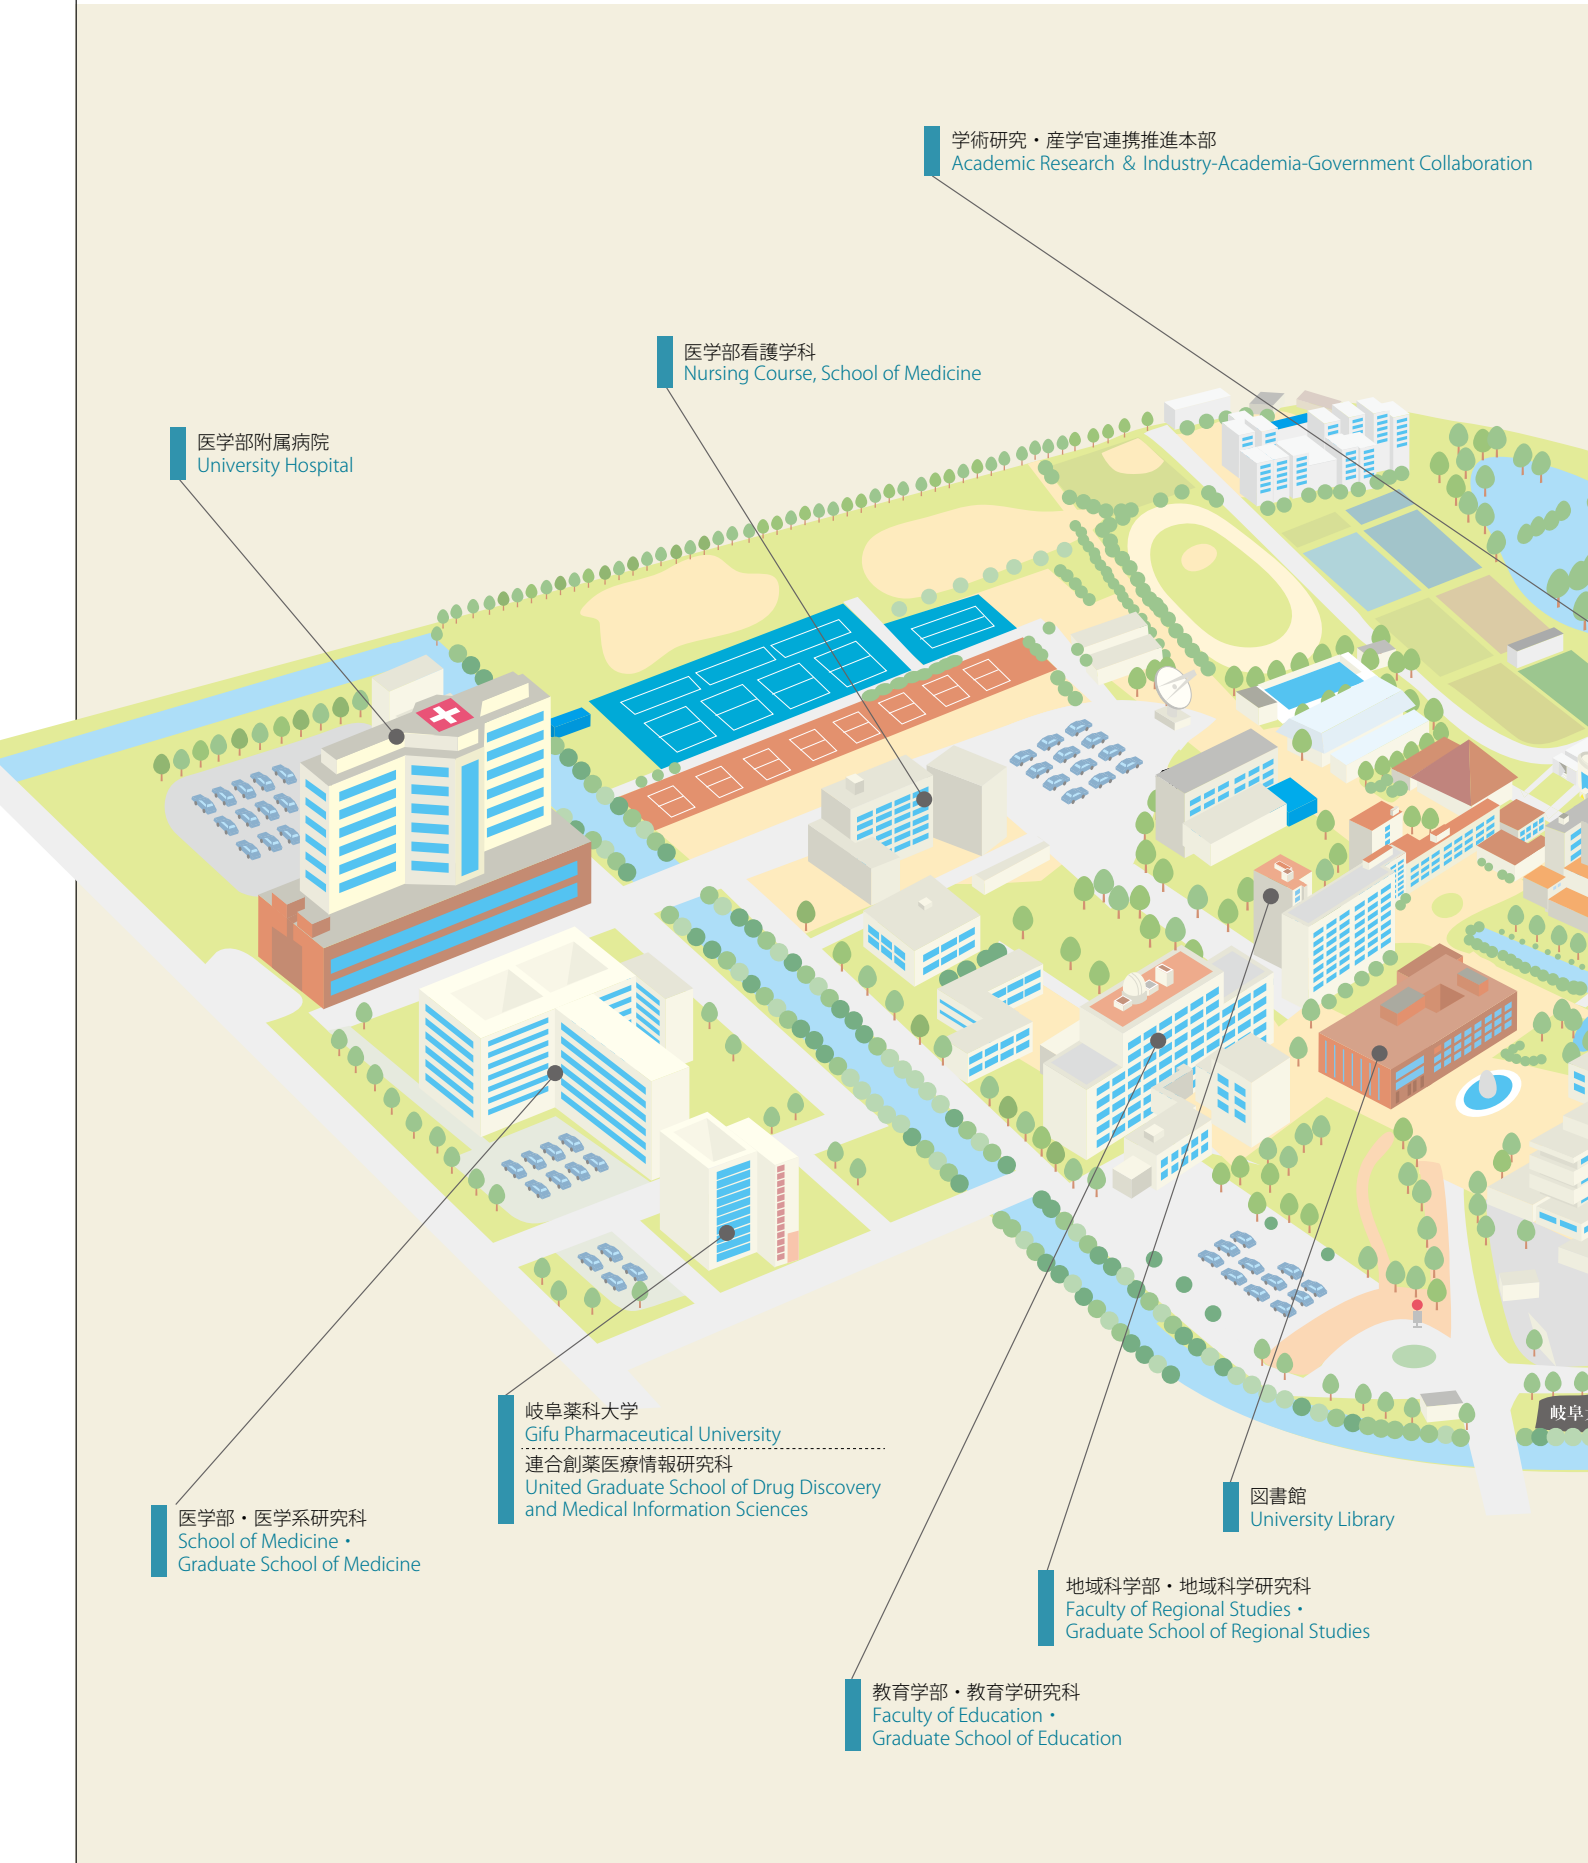 学術研究・産学官連携推進本部
Academic Research & Industry-Academia-Government Collaboration
医学部看護学科
Nursing Course, School of Medicine
医学部附属病院
University Hospital
岐阜薬科大学
Gifu Pharmaceutical University
連合創薬医療情報研究科
United Graduate School of Drug Discovery
and Medical Information Sciences
医学部・医学系研究科
School of Medicine・
Graduate School of Medicine
岐阜
図書館
University Library
地域科学部・地域科学研究科
Faculty of Regional Studies・
Graduate School of Regional Studies
教育学部・教育学研究科
Faculty of Education・
Graduate School of Education